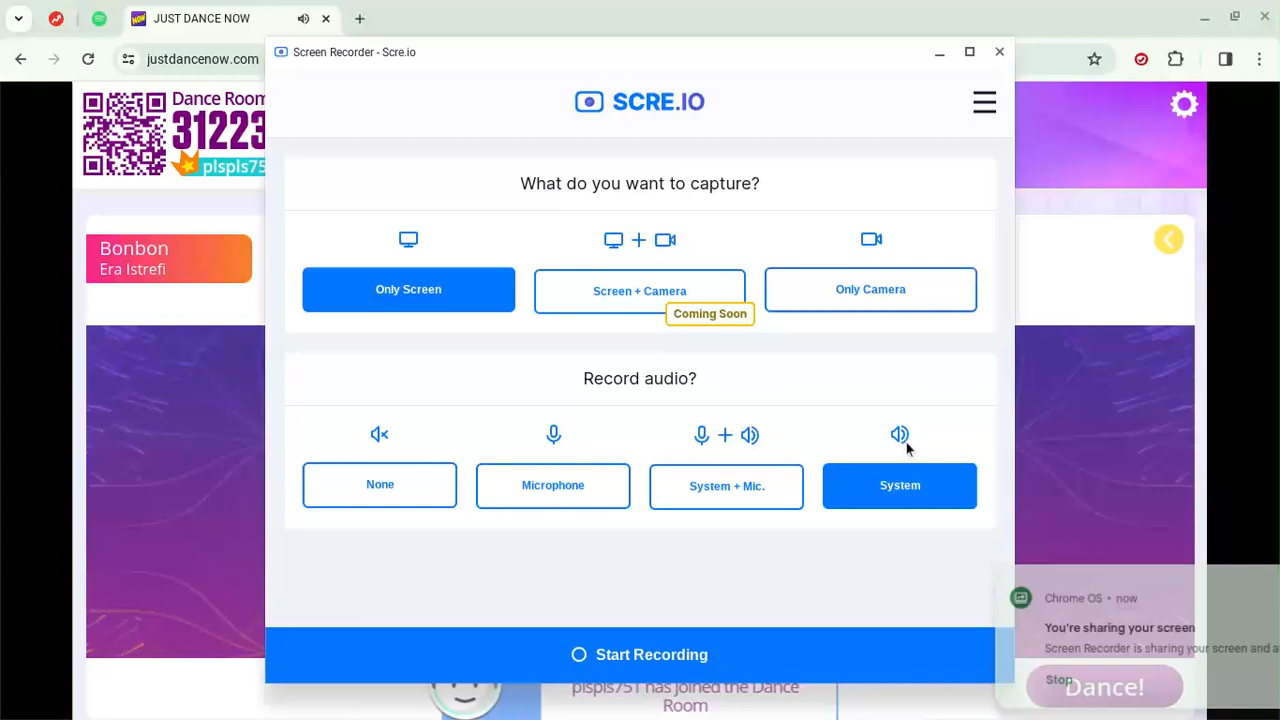 JUST DANCE NOW
justdancenow.com
Screen Recorder - Scre.io
SCRE.IO
Dance Room
31223
plspls75
Bonbon
Era Istrefi
What do you want to capture?
Only Screen
Screen + Camera
Only Camera
Coming Soon
Record audio?
None
Microphone
System + Mic.
System
Start Recording
Chrome OS • now
You're sharing your screen
Screen Recorder is sharing your screen and a
Stop
Dance!
plspls751 has joined the Dance
Room